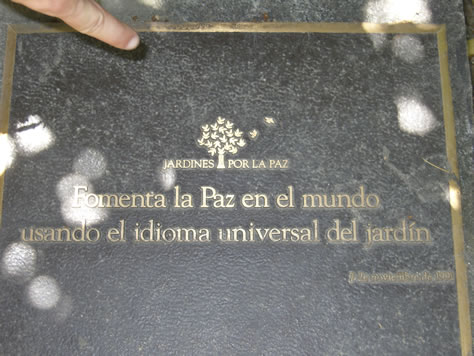 JARDINES POR LA PAZ
Fomenta la Paz en el mundo
usando el idioma universal del jardín